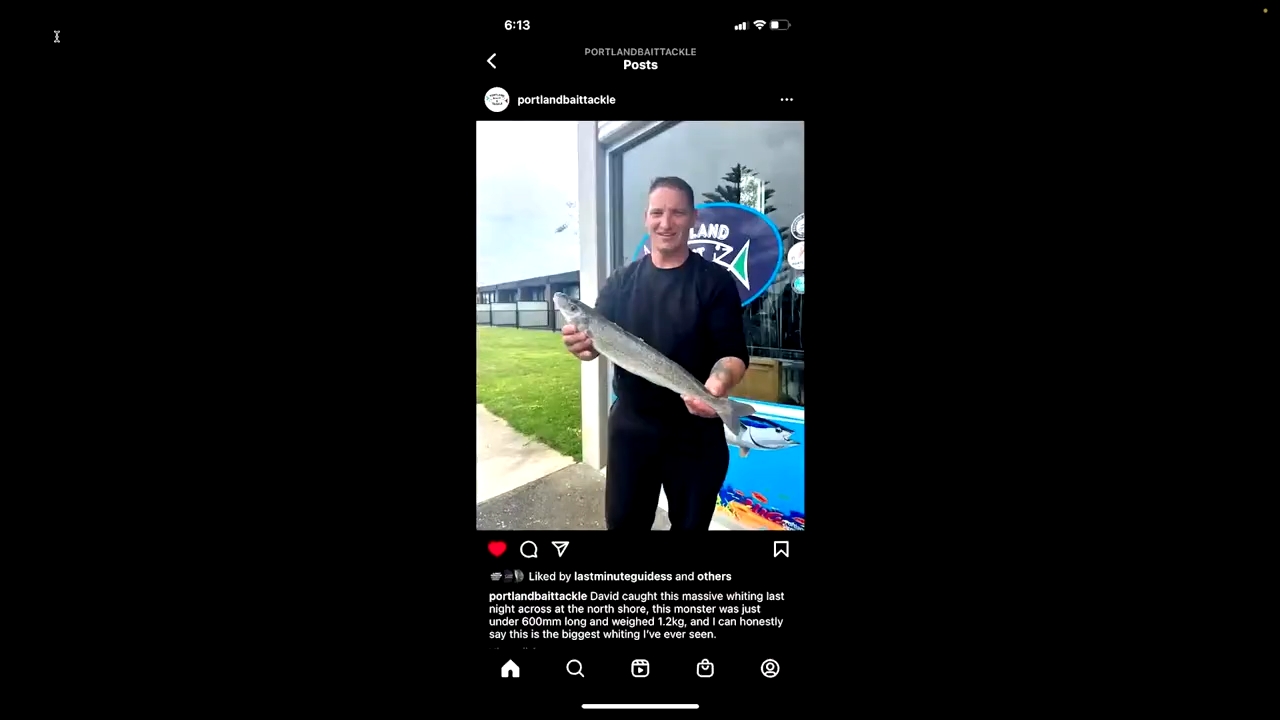 6:13
PORTLANDBAITTACKLE
Posts
portlandbaittackle
LAND
Liked by lastminuteguidess and others
portlandbaittackle David caught this massive whiting last
night across at the north shore, this monster was just
under 600mm long and weighed 1.2kg, and I can honestly
say this is the biggest whiting I've ever seen.